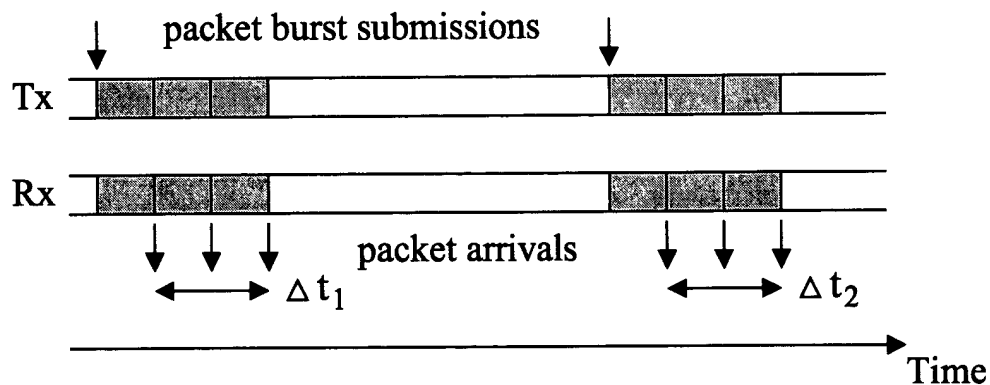 packet burst submissions
Tx
Rx
packet arrivals
Δ t₁
Δ t₂
Time